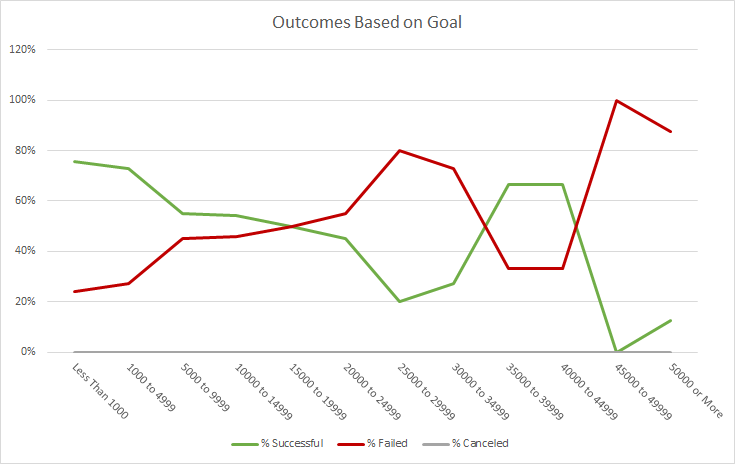 Outcomes Based on Goal
120%
100%
80%
60%
40%
20%
0%
Less Than 1000
1000 to 4999
5000 to 9999
10000 to 14999
15000 to 19999
20000 to 24999
25000 to 29999
30000 to 34999
35000 to 39999
40000 to 44999
45000 to 49999
50000 or More
% Successful % Failed % Canceled